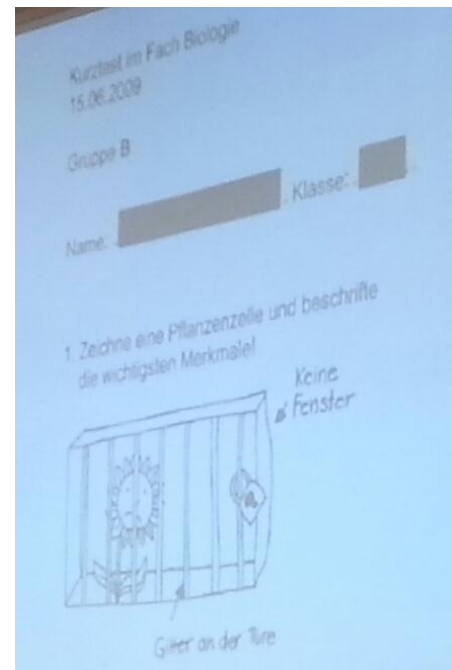 Kurztest im Fach Biologie
15.06.2009
Gruppe B
Name: Klasse:
1. Zeichne eine Pflanzenzelle und beschrifte
die wichtigsten Merkmale!
Keine
Fenster
Gitter an der Türe